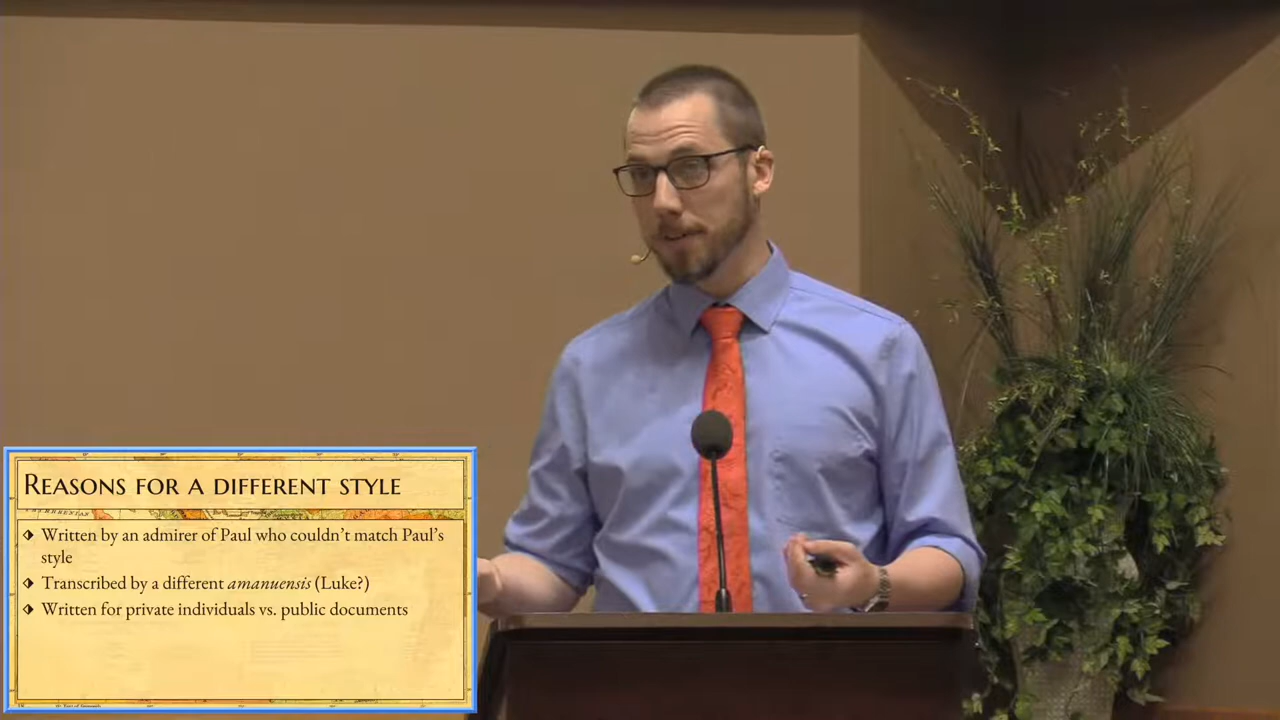 Reasons for a different style
Written by an admirer of Paul who couldn't match Paul's
style
Transcribed by a different amanuensis (Luke?)
Written for private individuals vs. public documents